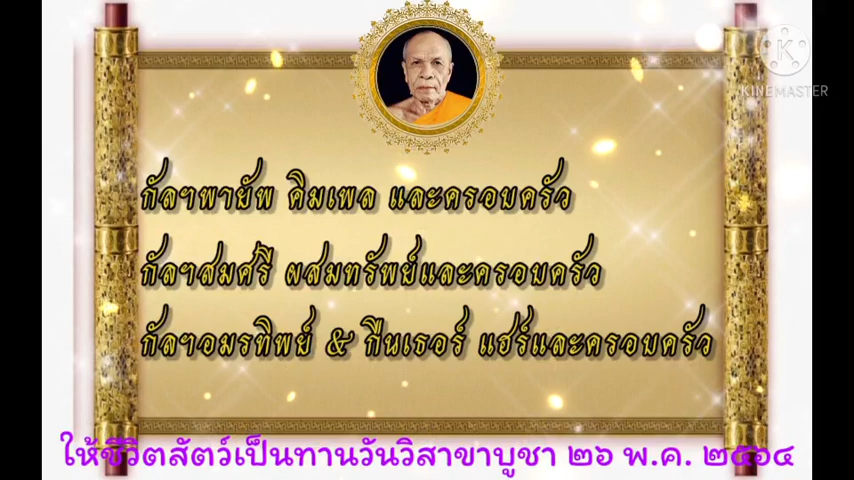 KINEMASTER
กัลฯพายัพ คิมเพล และครอบครัว
กัลฯสมศรี ผสมทรัพย์และครอบครัว
กัลฯอมรทิพย์ & กืนเธอร์ แฮร์และครอบครัว
ให้ชีวิตสัตว์เป็นทานวันวิสาขาบูชา ๒๖ พ.ค. ๒๕๖๔